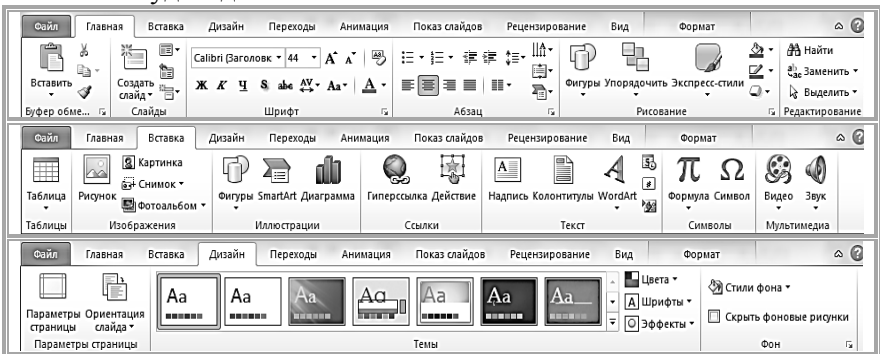 Файл Главная Вставка Дизайн Переходы Анимация Показ слайдов Рецензирование Вид Формат
Вставить
Создать слайд
Calibri (Заголовк 44
Ж К Ч S abc AV Aa A
Фигуры Упорядочить Экспресс-стили
Найти
Заменить
Выделить
Буфер обме... Слайды Шрифт Абзац Рисование Редактирование
Файл Главная Вставка Дизайн Переходы Анимация Показ слайдов Рецензирование Вид Формат
Таблица
Рисунок
Картинка
Снимок
Фотоальбом
Фигуры SmartArt Диаграмма
Гиперссылка Действие
Надпись Колонтитулы WordArt
Формула Символ
Видео Звук
Таблицы Изображения Иллюстрации Ссылки Текст Символы Мультимедиа
Файл Главная Вставка Дизайн Переходы Анимация Показ слайдов Рецензирование Вид Формат
Параметры страницы
Ориентация слайда
Aa Aa Aa Aa Aa Aa Aa
Цвета
Шрифты
Эффекты
Стили фона
Скрыть фоновые рисунки
Параметры страницы Темы Фон